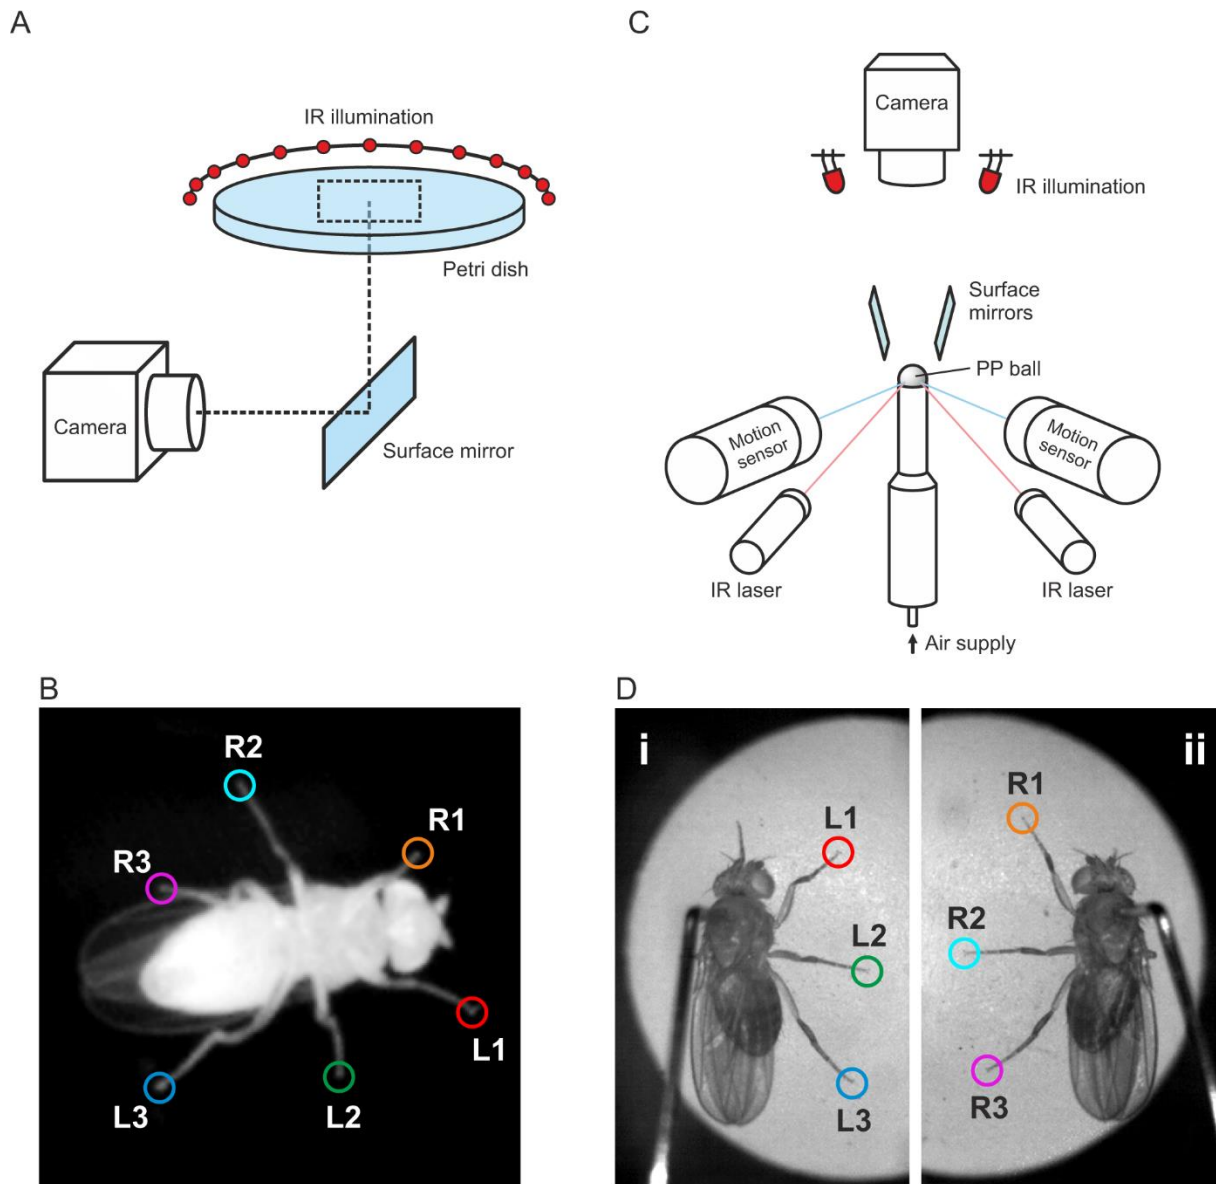 A
IR illumination
Petri dish
Camera
Surface mirror
C
Camera
IR illumination
Surface
mirrors
PP ball
Motion
sensor
Motion
sensor
IR laser
IR laser
Air supply
B
R2
R1
R3
L1
L2
L3
D
i
L1
L2
L3
ii
R1
R2
R3